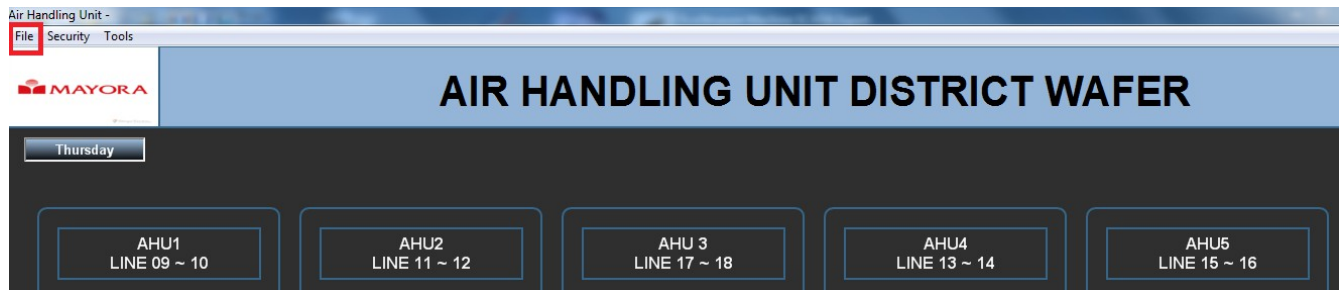 Air Handling Unit -
File Security Tools
MAYORA
AIR HANDLING UNIT DISTRICT WAFER
Thursday
AHU1
LINE 09 ~ 10
AHU2
LINE 11 ~ 12
AHU 3
LINE 17 ~ 18
AHU4
LINE 13 ~ 14
AHU5
LINE 15 ~ 16